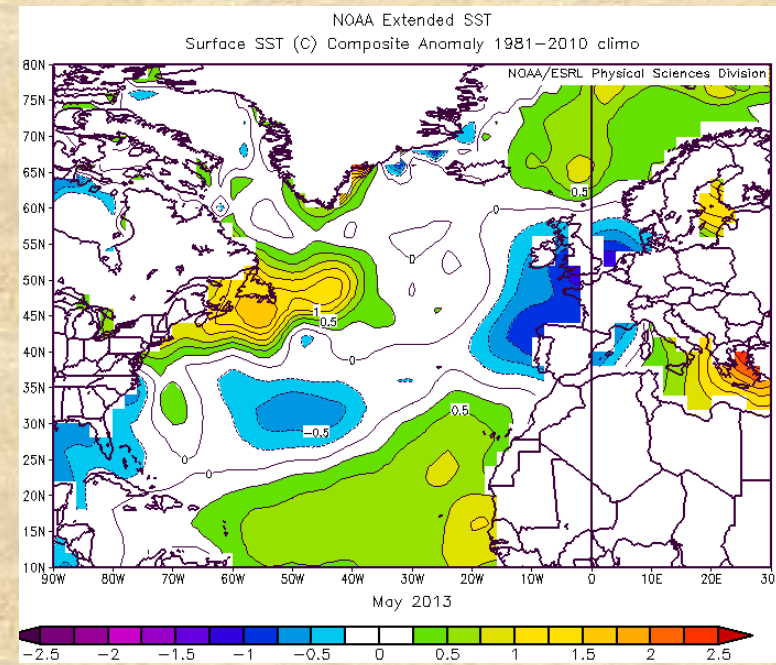 NOAA Extended SST
Surface SST (C) Composite Anomaly 1981-2010 climo
NOAA/ESRL Physical Sciences Division
80N
75N
70N
65N
60N
55N
50N
45N
40N
35N
30N
25N
20N
15N
10N
0.5
0
0
1
0.5
0
0.5
-0.5
0
0
90W 80W 70W 60W 50W 40W 30W 20W 10W 0 10E 20E 30E
May 2013
-2.5 -2 -1.5 -1 -0.5 0 0.5 1 1.5 2 2.5